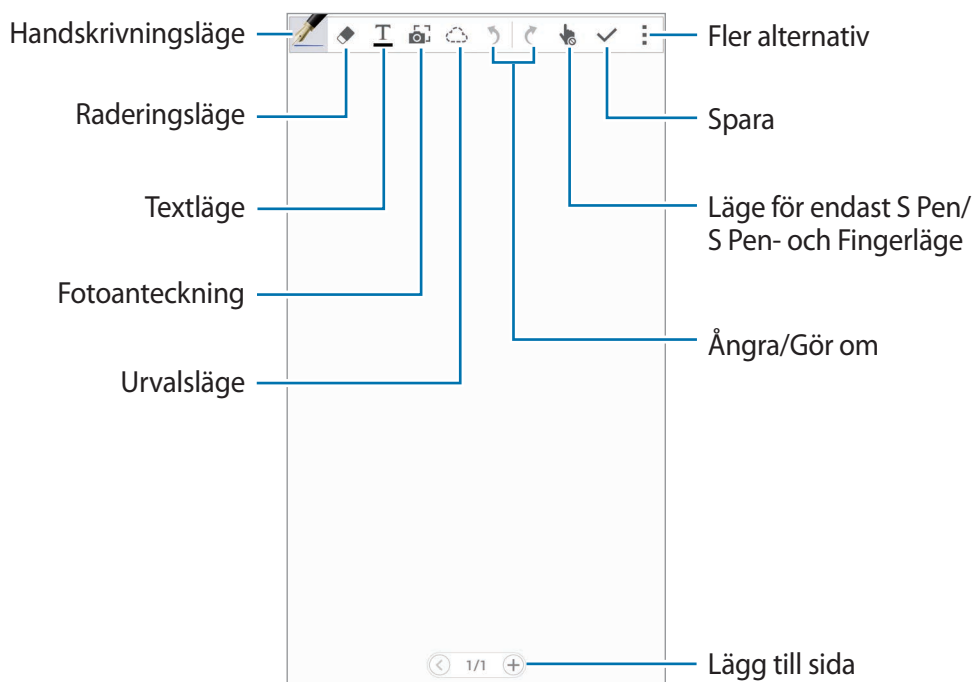 Handskrivningsläge
T
Fler alternativ
Raderingsläge
Spara
Textläge
Läge för endast S Pen/
S Pen- och Fingerläge
Fotoanteckning
Ångra/Gör om
Urvalsläge
1/1
Lägg till sida